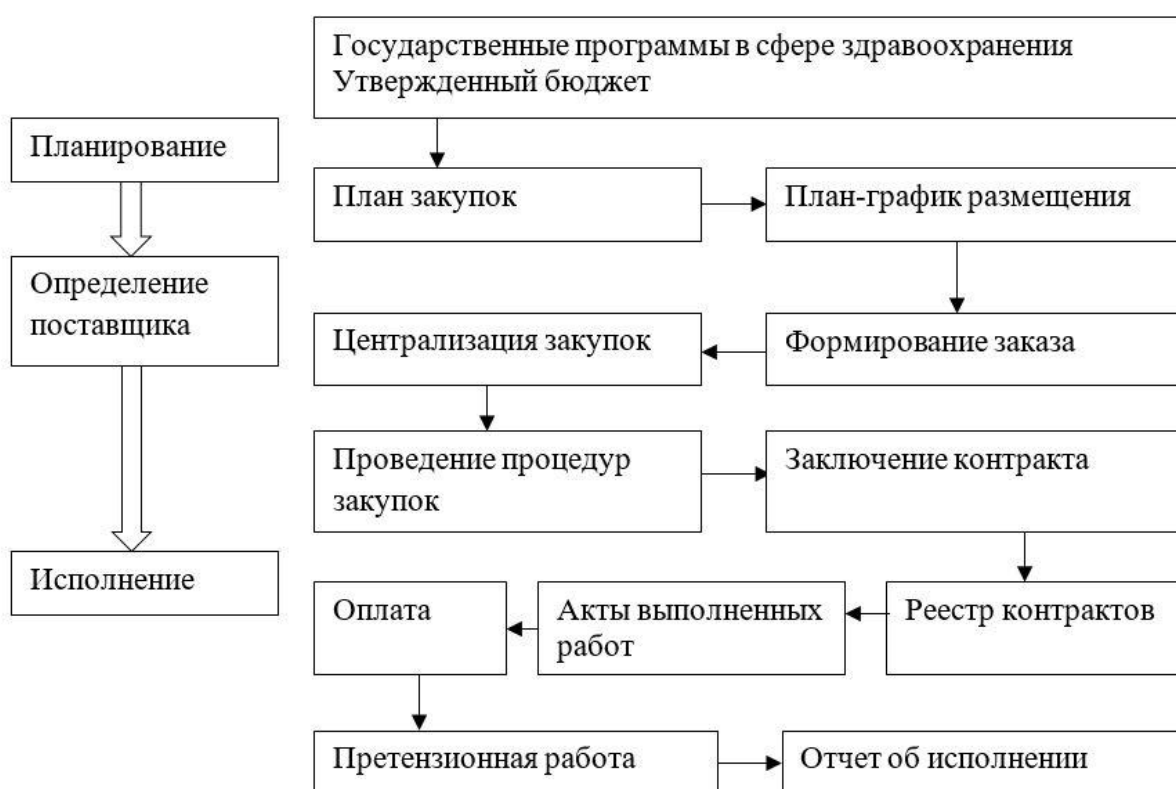 Государственные программы в сфере здравоохранения
Утвержденный бюджет
Планирование
План закупок
План-график размещения
Определение
поставщика
Централизация закупок
Формирование заказа
Проведение процедур
закупок
Заключение контракта
Исполнение
Оплата
Акты выполненных
работ
Реестр контрактов
Претензионная работа
Отчет об исполнении